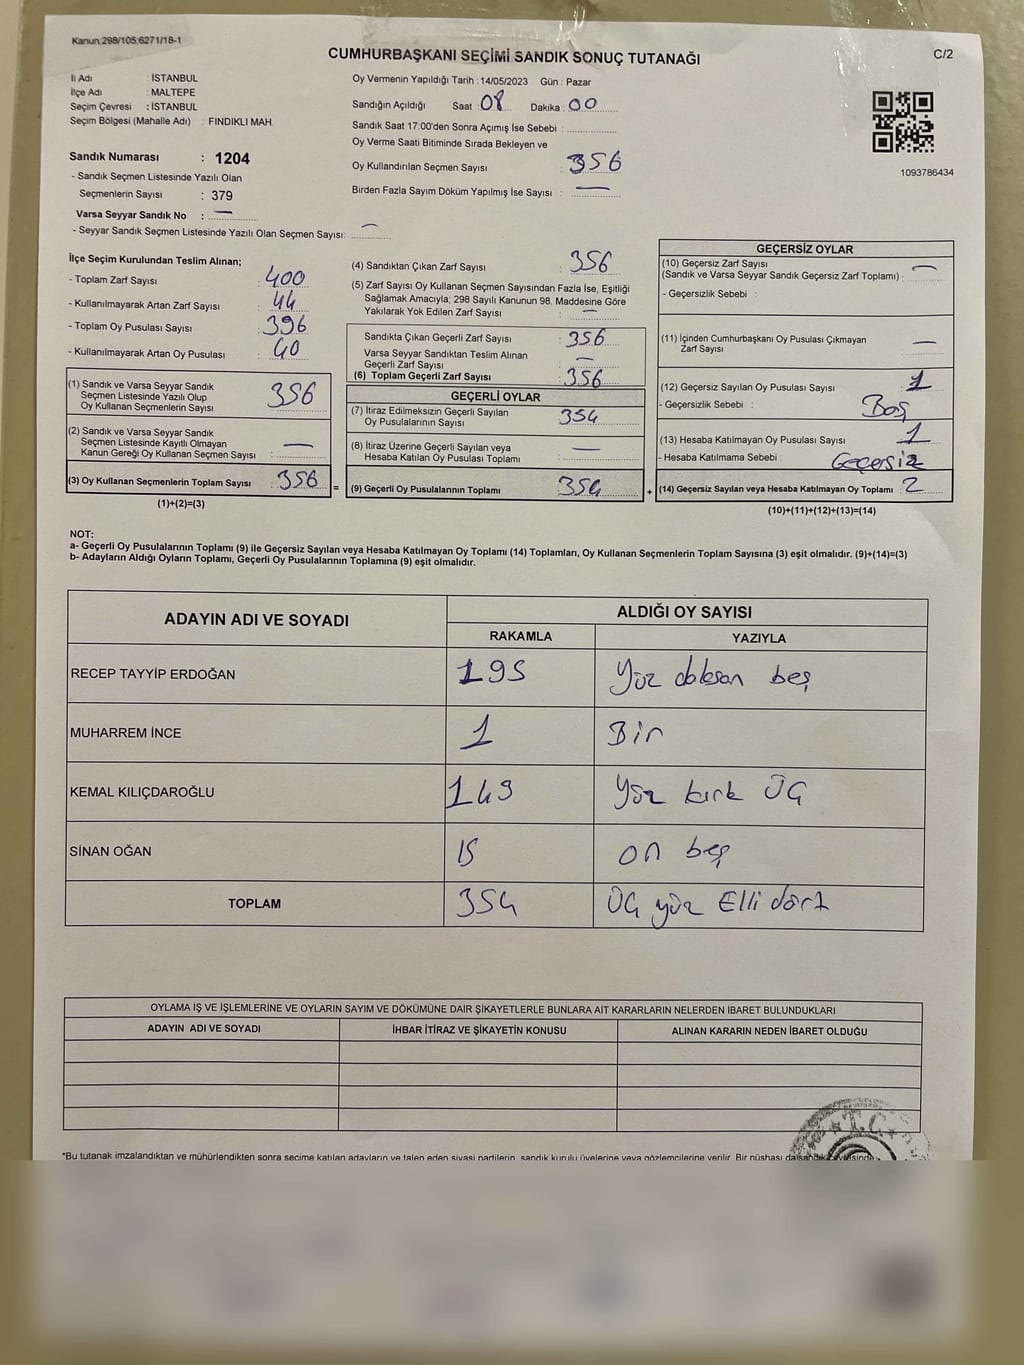 Kanun:298/105;6271/18-1
CUMHURBAŞKANI SEÇİMİ SANDIK SONUÇ TUTANAĞI
C/2
İl Adı : İSTANBUL
İlçe Adı : MALTEPE
Seçim Çevresi : İSTANBUL
Seçim Bölgesi (Mahalle Adı) : FINDIKLI MAH.
Sandık Numarası : 1204
- Sandık Seçmen Listesinde Yazılı Olan
Seçmenlerin Sayısı : 379
Varsa Seyyar Sandık No : —
- Seyyar Sandık Seçmen Listesinde Yazılı Olan Seçmen Sayısı: —
Oy Vermenin Yapıldığı Tarih : 14/05/2023 Gün : Pazar
Sandığın Açıldığı Saat 08 Dakika : 00
Sandık Saat 17:00'den Sonra Açımış İse Sebebi :
Oy Verme Saati Bitiminde Sırada Bekleyen ve
Oy Kullandırılan Seçmen Sayısı : 356
Birden Fazla Sayım Döküm Yapılmış İse Sayısı : —
1093786434
İlçe Seçim Kurulundan Teslim Alınan;
- Toplam Zarf Sayısı : 400
- Kullanılmayarak Artan Zarf Sayısı : 44
- Toplam Oy Pusulası Sayısı : 396
- Kullanılmayarak Artan Oy Pusulası : 40
(1) Sandık ve Varsa Seyyar Sandık
Seçmen Listesinde Yazılı Olup
Oy Kullanan Seçmenlerin Sayısı : 356
(2) Sandık ve Varsa Seyyar Sandık
Seçmen Listesinde Kayıtlı Olmayan
Kanun Gereği Oy Kullanan Seçmen Sayısı : —
(3) Oy Kullanan Seçmenlerin Toplam Sayısı : 356
(1)+(2)=(3)
=
(4) Sandıktan Çıkan Zarf Sayısı : 356
(5) Zarf Sayısı Oy Kullanan Seçmen Sayısından Fazla İse, Eşitliği
Sağlamak Amacıyla; 298 Sayılı Kanunun 98. Maddesine Göre
Yakılarak Yok Edilen Zarf Sayısı : —
Sandıkta Çıkan Geçerli Zarf Sayısı : 356
Varsa Seyyar Sandıktan Teslim Alınan
Geçerli Zarf Sayısı : —
(6) Toplam Geçerli Zarf Sayısı : 356
GEÇERLİ OYLAR
(7) İtiraz Edilmeksizin Geçerli Sayılan
Oy Pusulalarının Sayısı : 354
(8) İtiraz Üzerine Geçerli Sayılan veya
Hesaba Katılan Oy Pusulası Toplamı : —
(9) Geçerli Oy Pusulalarının Toplamı : 354
+
GEÇERSİZ OYLAR
(10) Geçersiz Zarf Sayısı
(Sandık ve Varsa Seyyar Sandık Geçersiz Zarf Toplamı) : —
- Geçersizlik Sebebi :
(11) İçinden Cumhurbaşkanı Oy Pusulası Çıkmayan
Zarf Sayısı : —
(12) Geçersiz Sayılan Oy Pusulası Sayısı : 1
- Geçersizlik Sebebi : Boş
(13) Hesaba Katılmayan Oy Pusulası Sayısı : 1
- Hesaba Katılmama Sebebi : Geçersiz
(14) Geçersiz Sayılan veya Hesaba Katılmayan Oy Toplamı : 2
(10)+(11)+(12)+(13)=(14)
NOT:
a- Geçerli Oy Pusulalarının Toplamı (9) ile Geçersiz Sayılan veya Hesaba Katılmayan Oy Toplamı (14) Toplamları, Oy Kullanan Seçmenlerin Toplam Sayısına (3) eşit olmalıdır. (9)+(14)=(3)
b- Adayların Aldığı Oyların Toplamı, Geçerli Oy Pusulalarının Toplamına (9) eşit olmalıdır.
ADAYIN ADI VE SOYADI ALDIĞI OY SAYISI
RAKAMLA YAZIYLA
RECEP TAYYİP ERDOĞAN 195 Yüz doksan beş
MUHARREM İNCE 1 Bir
KEMAL KILIÇDAROĞLU 143 Yüz kırk üç
SİNAN OĞAN 15 on beş
TOPLAM 354 Üç yüz Elli dört
OYLAMA İŞ VE İŞLEMLERİNE VE OYLARIN SAYIM VE DÖKÜMÜNE DAİR ŞİKAYETLERLE BUNLARA AİT KARARLARIN NELERDEN İBARET BULUNDUKLARI
ADAYIN ADI VE SOYADI İHBAR İTİRAZ VE ŞİKAYETİN KONUSU ALINAN KARARIN NEDEN İBARET OLDUĞU
T.C.
*Bu tutanak imzalandıktan ve mühürlendikten sonra seçime katılan adayların ve talep eden siyasi partilerin, sandık kurulu üyelerine veya gözlemcilerine verilir. Bir nüshası da